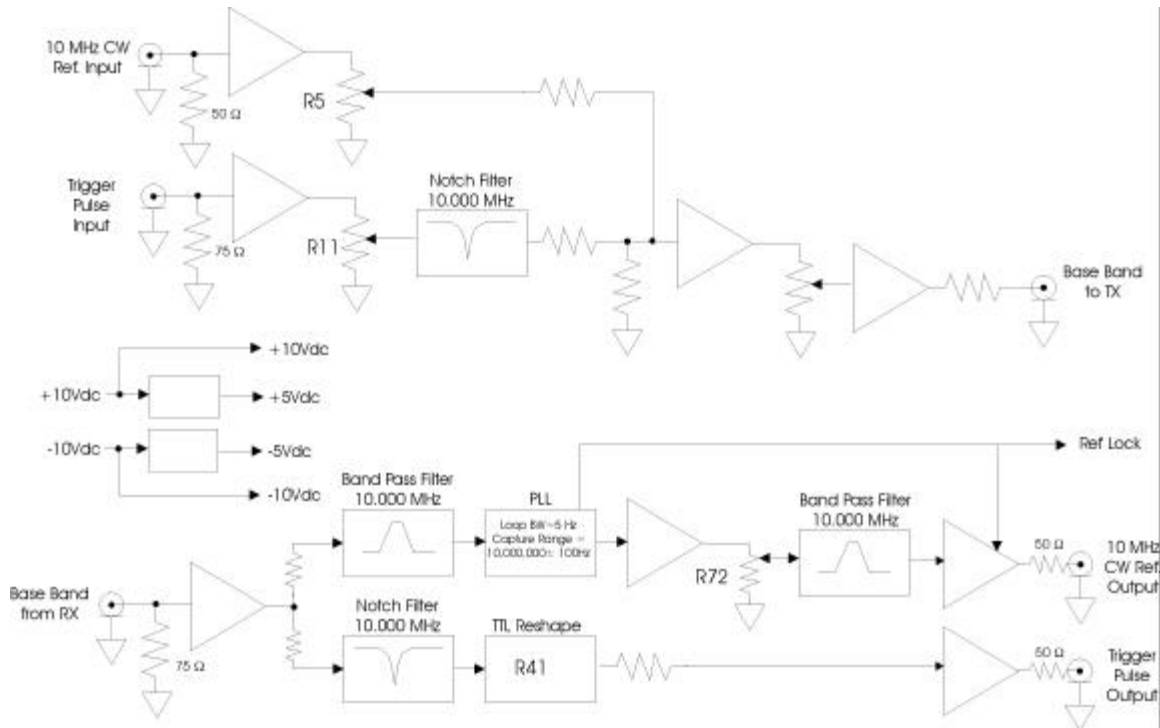 10 MHz CW
Ref. Input
50 Ω
R5
Trigger
Pulse
Input
75 Ω
R11
Notch Filter
10.000 MHz
Base Band
to TX
+10Vdc
+10Vdc
+5Vdc
-10Vdc
-5Vdc
-10Vdc
Ref Lock
Band Pass Filter
10.000 MHz
PLL
Loop BW~5 Hz
Capture Range =
10,000,000± 100Hz
R72
Band Pass Filter
10.000 MHz
50 Ω
10 MHz
CW Ref.
Output
Base Band
from RX
75 Ω
Notch Filter
10.000 MHz
TTL Reshape
R41
50 Ω
Trigger
Pulse
Output